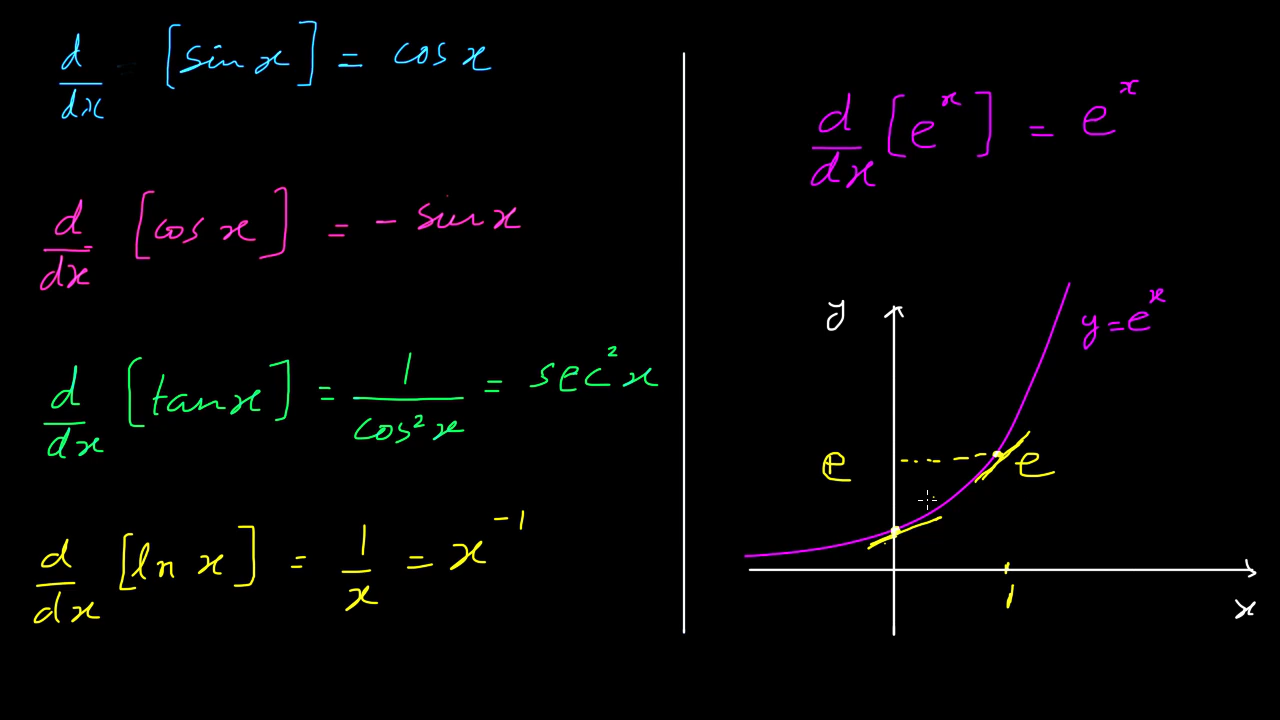 d/dx [sin x] = cos x
d/dx [cos x] = - sin x
d/dx [tan x] = 1/cos²x = sec²x
d/dx [ln x] = 1/x = x⁻¹
d/dx [eˣ] = eˣ
y
y = eˣ
e
e
1
x